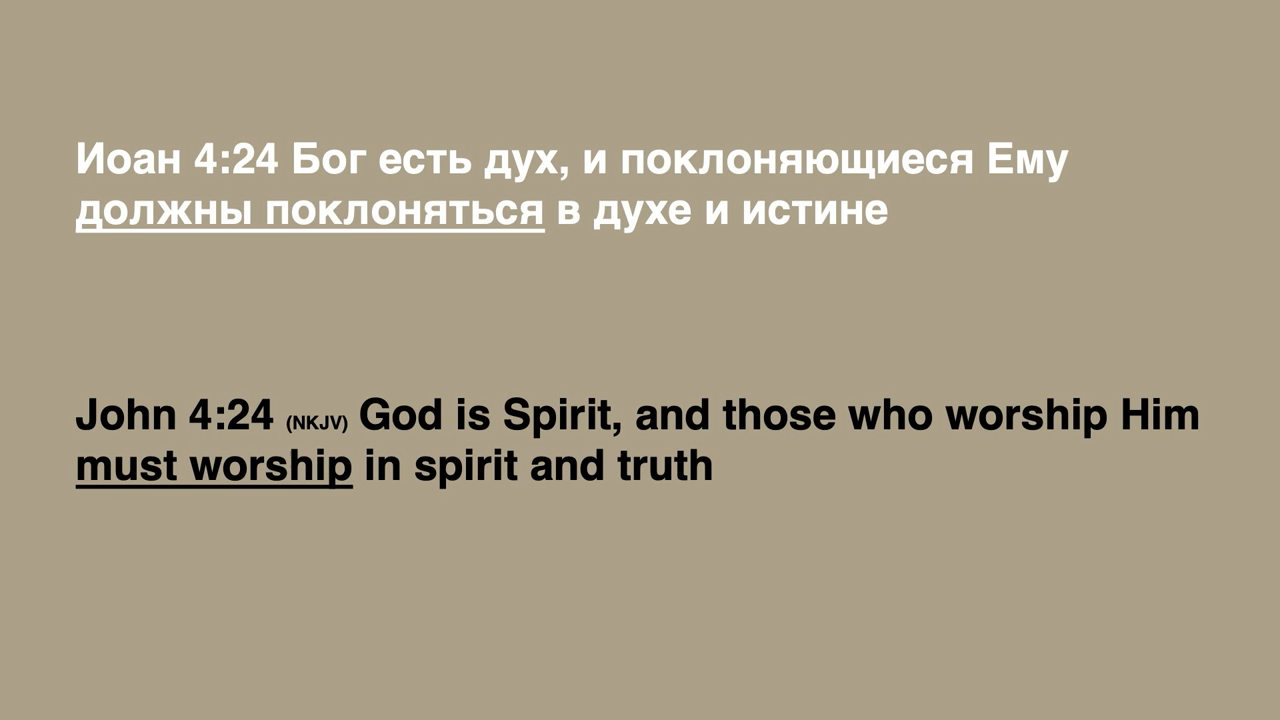 Иоан 4:24 Бог есть дух, и поклоняющиеся Ему
должны поклоняться в духе и истине
John 4:24 (NKJV) God is Spirit, and those who worship Him
must worship in spirit and truth